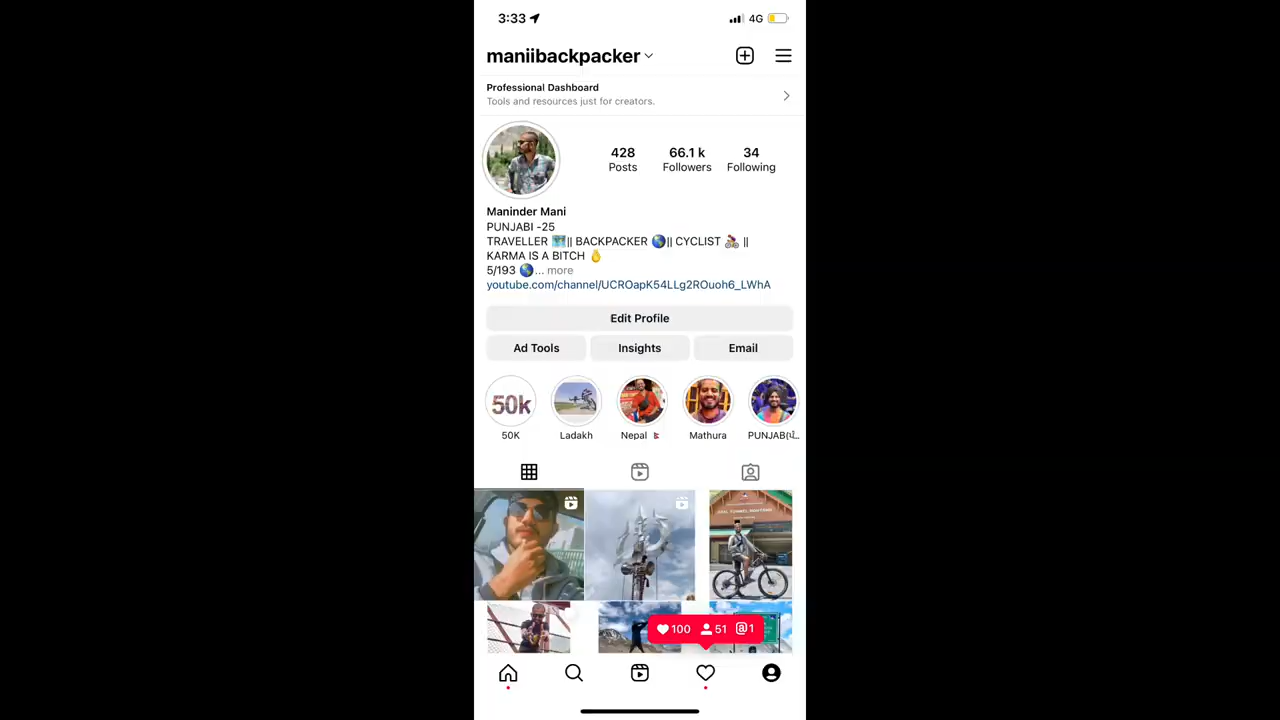 3:33
4G
maniibackpacker
Professional Dashboard
Tools and resources just for creators.
428
66.1 k
34
Posts
Followers
Following
Maninder Mani
PUNJABI -25
TRAVELLER 🗺️|| BACKPACKER 🌎|| CYCLIST 🚴 ||
KARMA IS A BITCH 🪔
5/193 🌎... more
youtube.com/channel/UCROapK54LLg2ROuoh6_LWhA
Edit Profile
Ad Tools
Insights
Email
50k
50K
Ladakh
Nepal 🇳🇵
Mathura
100
51
@1